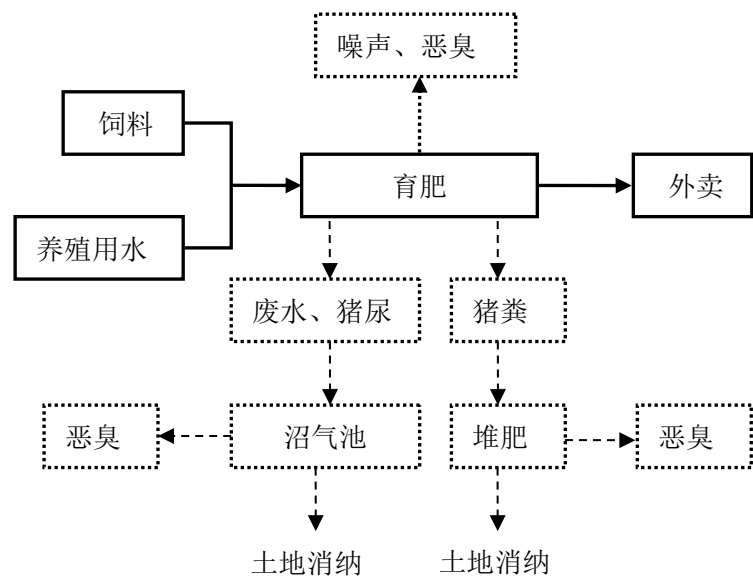 噪声、恶臭
饲料
育肥
外卖
养殖用水
废水、猪尿
猪粪
恶臭
沼气池
堆肥
恶臭
土地消纳
土地消纳